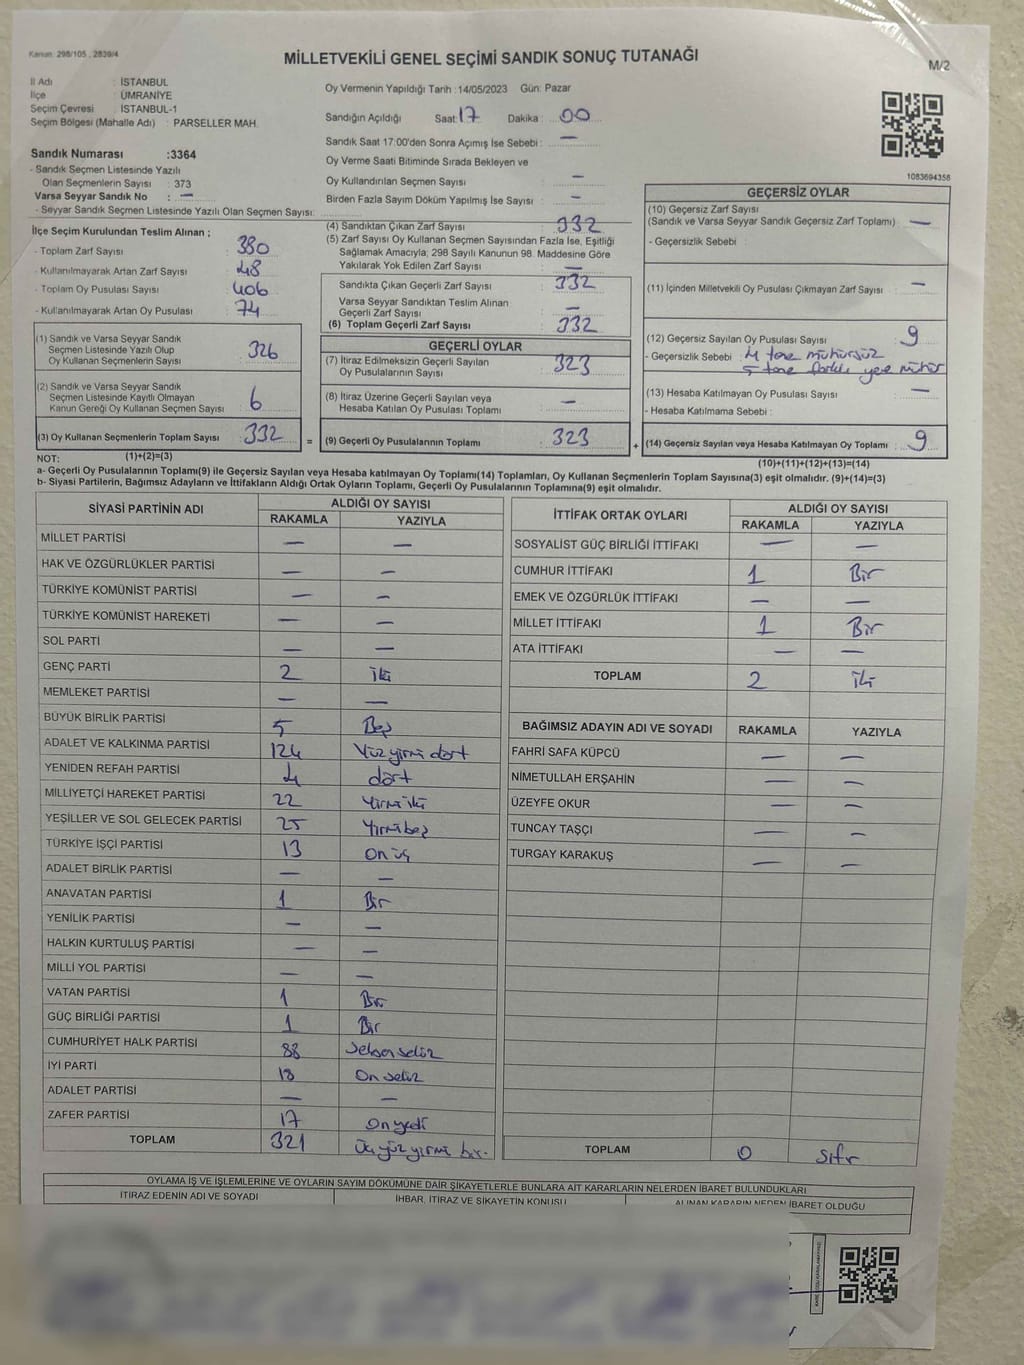 Kanun: 298/105 , 2839/4
MİLLETVEKİLİ GENEL SEÇİMİ SANDIK SONUÇ TUTANAĞI
M/2
İl Adı : İSTANBUL
İlçe : ÜMRANİYE
Seçim Çevresi : İSTANBUL-1
Seçim Bölgesi (Mahalle Adı) : PARSELLER MAH.
Oy Vermenin Yapıldığı Tarih : 14/05/2023 Gün: Pazar
Sandığın Açıldığı Saat: 17 Dakika : 00
Sandık Saat 17:00'den Sonra Açımış İse Sebebi : —
Oy Verme Saati Bitiminde Sırada Bekleyen ve
Oy Kullandırılan Seçmen Sayısı : —
Birden Fazla Sayım Döküm Yapılmış İse Sayısı : —
1083694358
Sandık Numarası :3364
- Sandık Seçmen Listesinde Yazılı
Olan Seçmenlerin Sayısı : 373
Varsa Seyyar Sandık No : —
- Seyyar Sandık Seçmen Listesinde Yazılı Olan Seçmen Sayısı:
İlçe Seçim Kurulundan Teslim Alınan ;
- Toplam Zarf Sayısı : 380
- Kullanılmayarak Artan Zarf Sayısı : 48
- Toplam Oy Pusulası Sayısı : 406
- Kullanılmayarak Artan Oy Pusulası : 74
(1) Sandık ve Varsa Seyyar Sandık
Seçmen Listesinde Yazılı Olup
Oy Kullanan Seçmenlerin Sayısı : 326
(2) Sandık ve Varsa Seyyar Sandık
Seçmen Listesinde Kayıtlı Olmayan
Kanun Gereği Oy Kullanan Seçmen Sayısı : 6
(3) Oy Kullanan Seçmenlerin Toplam Sayısı : 332
(4) Sandıktan Çıkan Zarf Sayısı : 332
(5) Zarf Sayısı Oy Kullanan Seçmen Sayısından Fazla İse, Eşitliği
Sağlamak Amacıyla; 298 Sayılı Kanunun 98. Maddesine Göre
Yakılarak Yok Edilen Zarf Sayısı : —
Sandıkta Çıkan Geçerli Zarf Sayısı : 332
Varsa Seyyar Sandıktan Teslim Alınan
Geçerli Zarf Sayısı : —
(6) Toplam Geçerli Zarf Sayısı : 332
GEÇERLİ OYLAR
(7) İtiraz Edilmeksizin Geçerli Sayılan
Oy Pusulalarının Sayısı : 323
(8) İtiraz Üzerine Geçerli Sayılan veya
Hesaba Katılan Oy Pusulası Toplamı : —
= (9) Geçerli Oy Pusulalarının Toplamı : 323
GEÇERSİZ OYLAR
(10) Geçersiz Zarf Sayısı
(Sandık ve Varsa Seyyar Sandık Geçersiz Zarf Toplamı) : —
- Geçersizlik Sebebi :
(11) İçinden Milletvekili Oy Pusulası Çıkmayan Zarf Sayısı : —
(12) Geçersiz Sayılan Oy Pusulası Sayısı : 9
- Geçersizlik Sebebi : 4 tane mühürsüz
5 tane farklı yere mühür
(13) Hesaba Katılmayan Oy Pusulası Sayısı : —
- Hesaba Katılmama Sebebi :
+ (14) Geçersiz Sayılan veya Hesaba Katılmayan Oy Toplamı : 9
NOT: (1)+(2)=(3)
(10)+(11)+(12)+(13)=(14)
a- Geçerli Oy Pusulalarının Toplamı(9) ile Geçersiz Sayılan veya Hesaba katılmayan Oy Toplamı(14) Toplamları, Oy Kullanan Seçmenlerin Toplam Sayısına(3) eşit olmalıdır. (9)+(14)=(3)
b- Siyasi Partilerin, Bağımsız Adayların ve İttifakların Aldığı Ortak Oyların Toplamı, Geçerli Oy Pusulalarının Toplamına(9) eşit olmalıdır.
SİYASİ PARTİNİN ADI ALDIĞI OY SAYISI
RAKAMLA YAZIYLA
MİLLET PARTİSİ — —
HAK VE ÖZGÜRLÜKLER PARTİSİ — —
TÜRKİYE KOMÜNİST PARTİSİ — —
TÜRKİYE KOMÜNİST HAREKETİ — —
SOL PARTİ — —
GENÇ PARTİ 2 iki
MEMLEKET PARTİSİ — —
BÜYÜK BİRLİK PARTİSİ 5 Beş
ADALET VE KALKINMA PARTİSİ 124 Yüz yirmi dört
YENİDEN REFAH PARTİSİ 4 dört
MİLLİYETÇİ HAREKET PARTİSİ 22 Yirmi iki
YEŞİLLER VE SOL GELECEK PARTİSİ 25 Yirmi beş
TÜRKİYE İŞÇİ PARTİSİ 13 On üç
ADALET BİRLİK PARTİSİ — —
ANAVATAN PARTİSİ 1 Bir
YENİLİK PARTİSİ — —
HALKIN KURTULUŞ PARTİSİ — —
MİLLİ YOL PARTİSİ — —
VATAN PARTİSİ 1 Bir
GÜÇ BİRLİĞİ PARTİSİ 1 Bir
CUMHURİYET HALK PARTİSİ 88 Seksen sekiz
İYİ PARTİ 18 On sekiz
ADALET PARTİSİ — —
ZAFER PARTİSİ 17 On yedi
TOPLAM 321 Üç yüz yirmi bir.
İTTİFAK ORTAK OYLARI ALDIĞI OY SAYISI
RAKAMLA YAZIYLA
SOSYALİST GÜÇ BİRLİĞİ İTTİFAKI — —
CUMHUR İTTİFAKI 1 Bir
EMEK VE ÖZGÜRLÜK İTTİFAKI — —
MİLLET İTTİFAKI 1 Bir
ATA İTTİFAKI — —
TOPLAM 2 iki
BAĞIMSIZ ADAYIN ADI VE SOYADI RAKAMLA YAZIYLA
FAHRİ SAFA KÜPCÜ — —
NİMETULLAH ERŞAHİN — —
ÜZEYFE OKUR — —
TUNCAY TAŞÇI — —
TURGAY KARAKUŞ — —
TOPLAM 0 Sıfır
OYLAMA İŞ VE İŞLEMLERİNE VE OYLARIN SAYIM DÖKÜMÜNE DAİR ŞİKAYETLERLE BUNLARA AİT KARARLARIN NELERDEN İBARET BULUNDUKLARI
İTİRAZ EDENİN ADI VE SOYADI İHBAR, İTİRAZ VE ŞİKAYETİN KONUSU ALINAN KARARIN NEDEN İBARET OLDUĞU